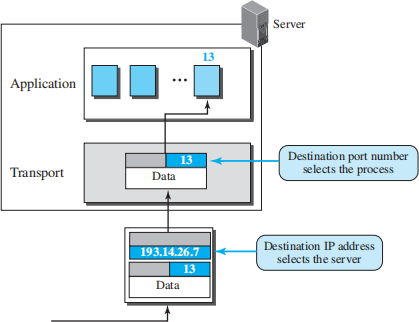 Server
13
Application
...
13
Data
Transport
Destination port number
selects the process
193.14.26.7
13
Data
Destination IP address
selects the server